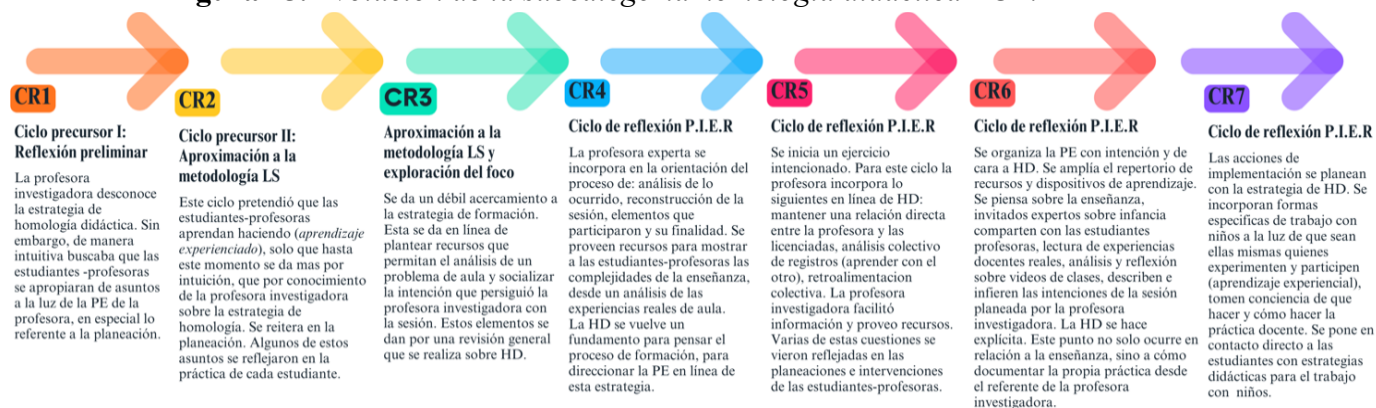 CR1
Ciclo precursor I:
Reflexión preliminar
La profesora
investigadora desconoce
la estrategia de
homología didáctica. Sin
embargo, de manera
intuitiva buscaba que las
estudiantes -profesoras
se apropiaran de asuntos
a la luz de la PE de la
profesora, en especial lo
referente a la planeación.
CR2
Ciclo precursor II:
Aproximación a la
metodología LS
Este ciclo pretendió que las
estudiantes-profesoras
aprendan haciendo (aprendizaje
experienciado), solo que hasta
este momento se da mas por
intuición, que por conocimiento
de la profesora investigadora
sobre la estrategia de
homología. Se reitera en la
planeación. Algunos de estos
asuntos se reflejaron en la
práctica de cada estudiante.
CR3
Aproximación a la
metodología LS y
exploración del foco
Se da un débil acercamiento a
la estrategia de formación.
Esta se da en línea de
plantear recursos que
permitan el análisis de un
problema de aula y socializar
la intención que persiguió la
profesora investigadora con
la sesión. Estos elementos se
dan por una revisión general
que se realiza sobre HD.
CR4
Ciclo de reflexión P.I.E.R
La profesora experta se
incorpora en la orientación del
proceso de: análisis de lo
ocurrido, reconstrucción de la
sesión, elementos que
participaron y su finalidad. Se
proveen recursos para mostrar
a las estudiantes-profesoras las
complejidades de la enseñanza,
desde un análisis de las
experiencias reales de aula.
La HD se vuelve un
fundamento para pensar el
proceso de formación, para
direccionar la PE en línea de
esta estrategia.
CR5
Ciclo de reflexión P.I.E.R
Se inicia un ejercicio
intencionado. Para este ciclo la
profesora incorpora lo
siguientes en línea de HD:
mantener una relación directa
entre la profesora y las
licenciadas, análisis colectivo
de registros (aprender con el
otro), retroalimentacion
colectiva. La profesora
investigadora facilitó
información y proveo recursos.
Varias de estas cuestiones se
vieron reflejadas en las
planeaciones e intervenciones
de las estudiantes-profesoras.
CR6
Ciclo de reflexión P.I.E.R
Se organiza la PE con intención y de
cara a HD. Se amplía el repertorio de
recursos y dispositivos de aprendizaje.
Se piensa sobre la enseñanza,
invitados expertos sobre infancia
comparten con las estudiantes
profesoras, lectura de experiencias
docentes reales, análisis y reflexión
sobre videos de clases, describen e
infieren las intenciones de la sesión
planeada por la profesora
investigadora. La HD se hace
explícita. Este punto no solo ocurre en
relación a la enseñanza, sino a cómo
documentar la propia práctica desde
el referente de la profesora
investigadora.
CR7
Ciclo de reflexión P.I.E.R
Las acciones de
implementación se planean
con la estrategia de HD. Se
incorporan formas
especificas de trabajo con
niños a la luz de que sean
ellas mismas quienes
experimenten y participen
(aprendizaje experiencial),
tomen conciencia de que
hacer y cómo hacer la
práctica docente. Se pone en
contacto directo a las
estudiantes con estrategias
didácticas para el trabajo
con niños.